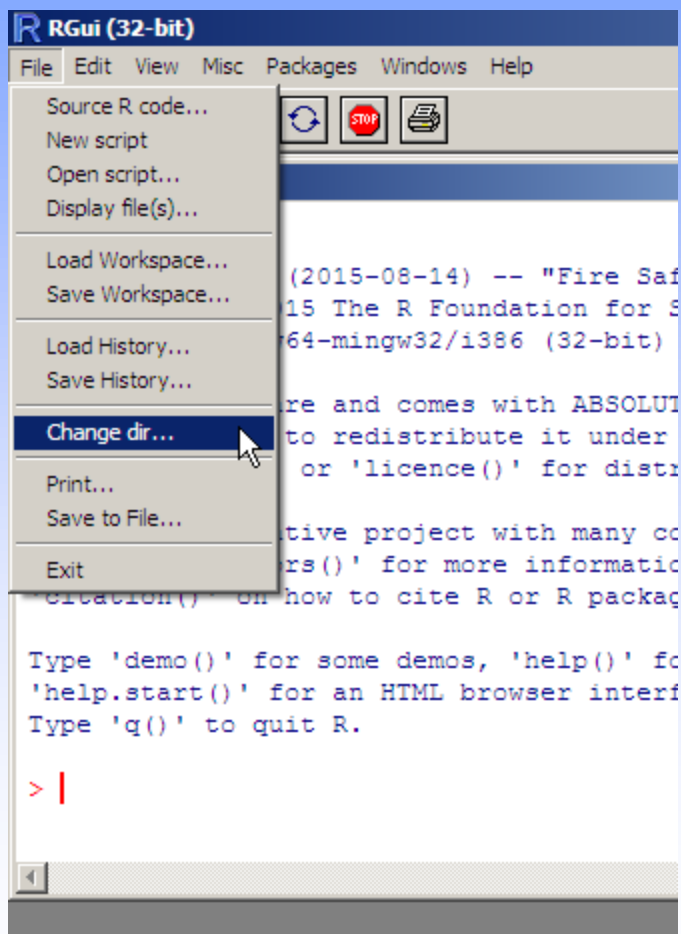 RGui (32-bit)
File Edit View Misc Packages Windows Help
Source R code...
New script
Open script...
Display file(s)...
Load Workspace...
Save Workspace...
Load History...
Save History...
Change dir...
Print...
Save to File...
Exit
STOP
(2015-08-14) -- "Fire Saf
15 The R Foundation for S
64-mingw32/i386 (32-bit)
re and comes with ABSOLUT
to redistribute it under
or 'licence()' for distr
tive project with many co
rs()' for more informatio
'citation()' on how to cite R or R packag
Type 'demo()' for some demos, 'help()' fo
'help.start()' for an HTML browser interf
Type 'q()' to quit R.
>